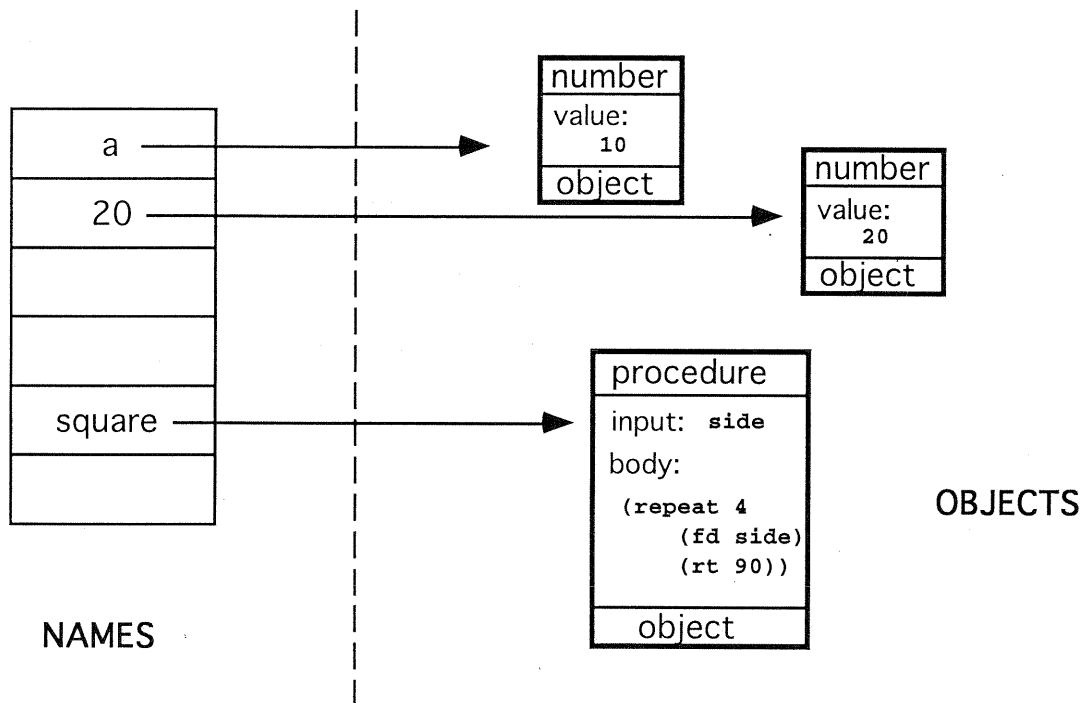 a
20
square
NAMES
number
value:
10
object
number
value:
20
object
procedure
input: side
body:
(repeat 4
(fd side)
(rt 90))
object
OBJECTS